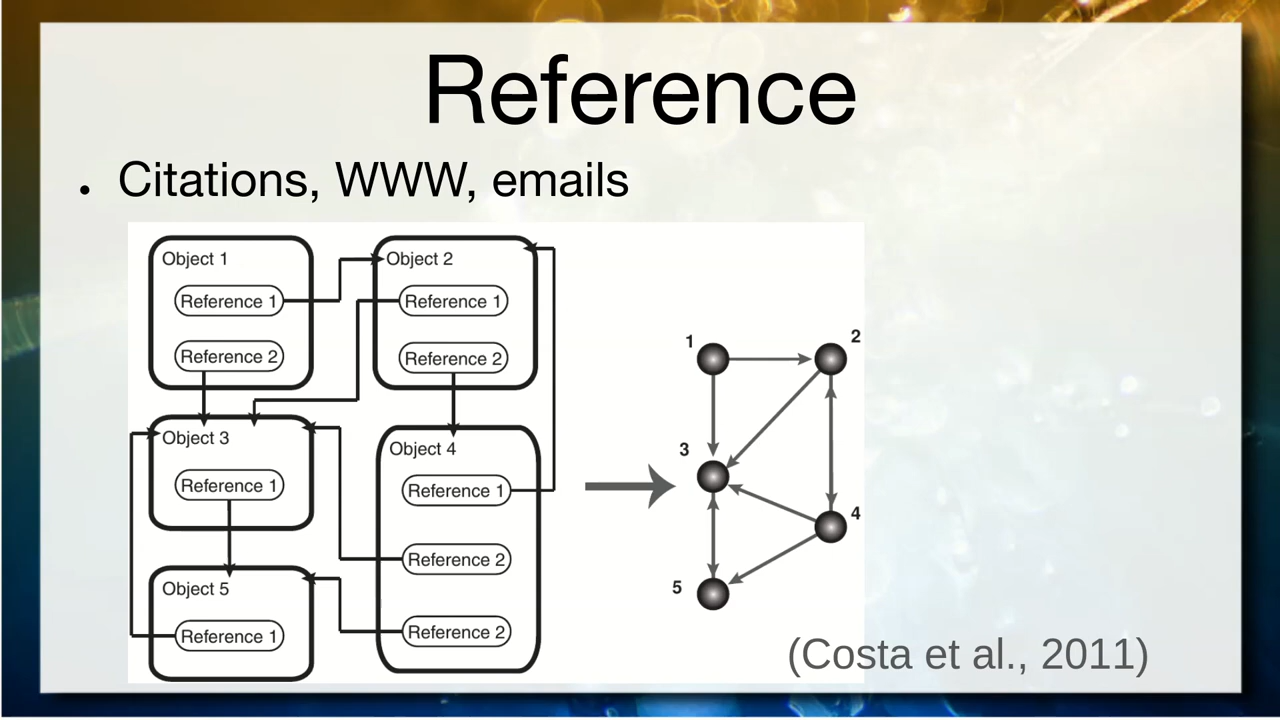 Reference
• Citations, WWW, emails
Object 1
Reference 1
Reference 2
Object 2
Reference 1
Reference 2
Object 3
Reference 1
Object 4
Reference 1
Reference 2
Reference 2
Object 5
Reference 1
1
2
3
4
5
(Costa et al., 2011)